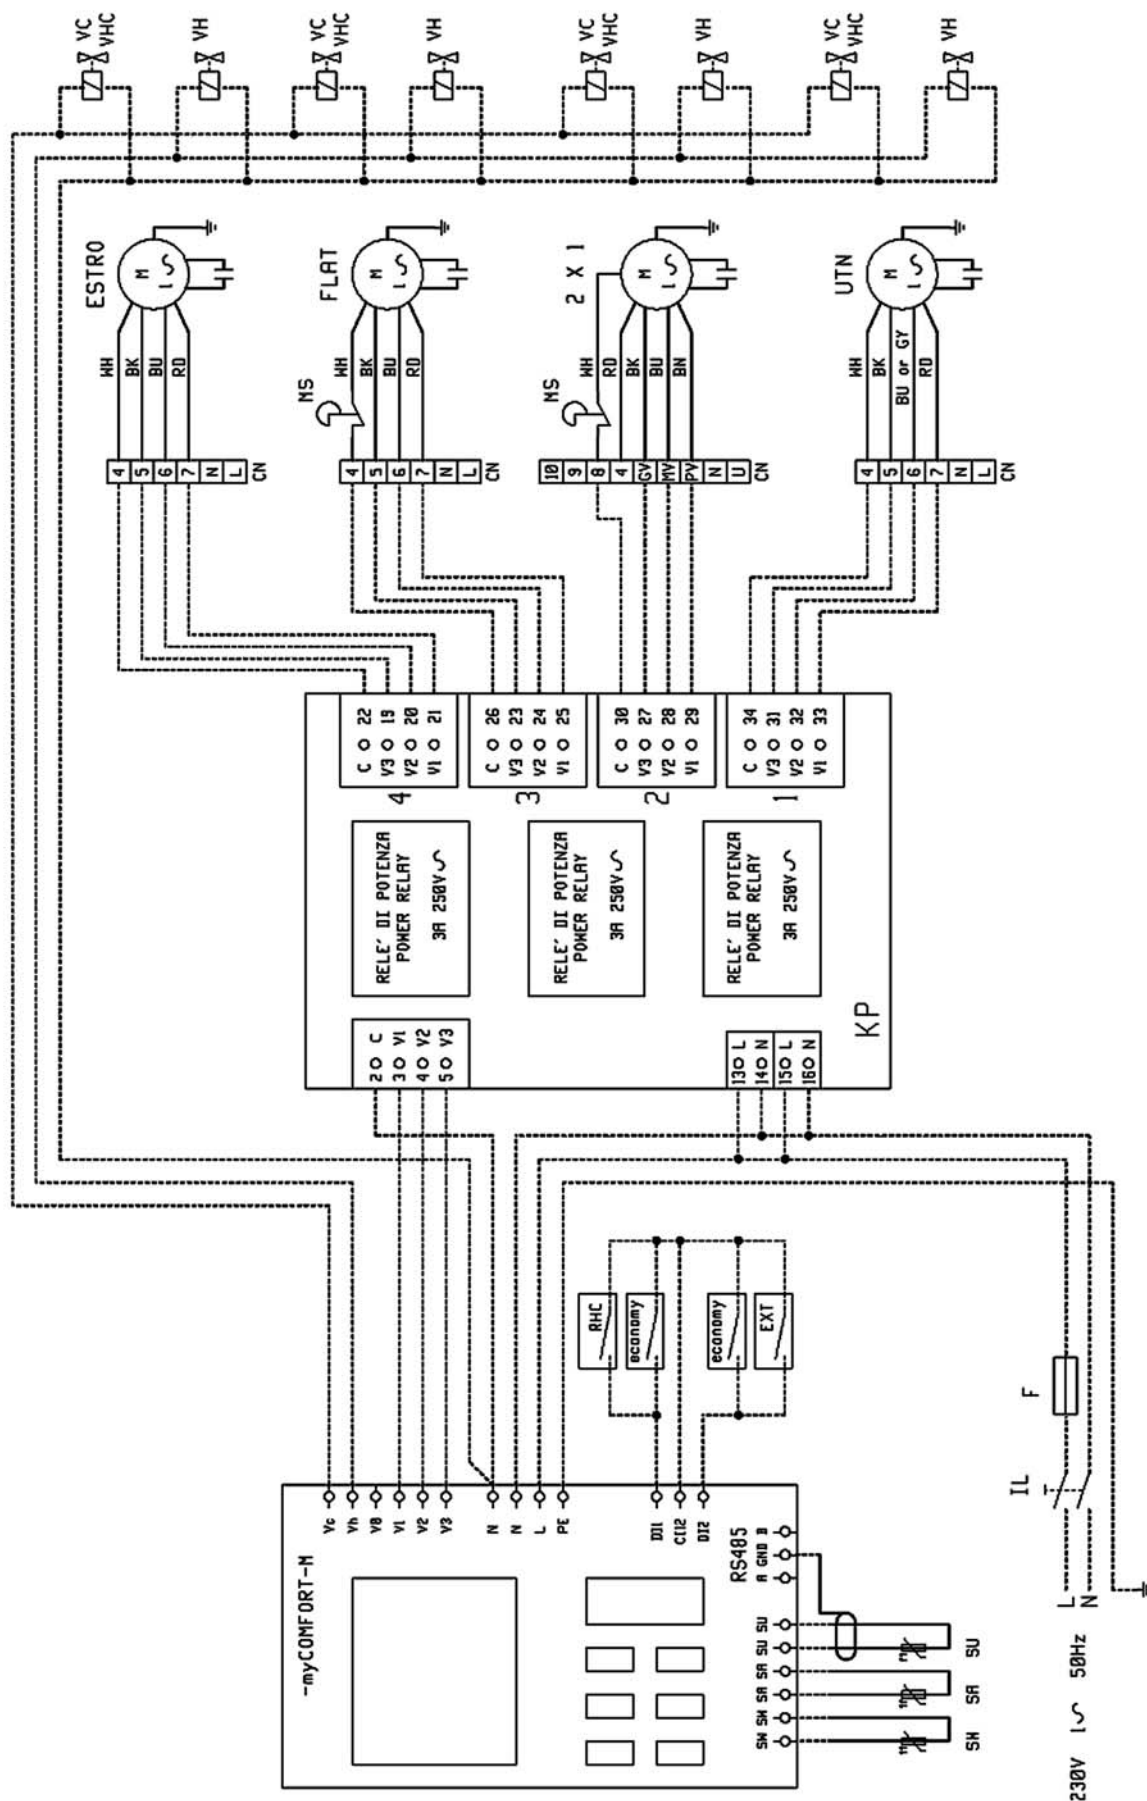 VC
VHC
VH
VC
VHC
VH
VC
VHC
VH
VC
VHC
VH
ESTRO
M
1
WH
BK
BU
RD
4
5
6
7
N
L
CN
FLAT
M
1
MS
WH
BK
BU
RD
4
5
6
7
N
L
CN
2 X 1
M
1
MS
WH
RD
BK
BU
BN
10
9
8
4
GV
MV
PV
N
U
CN
UTN
M
1
WH
BK
BU or GY
RD
4
5
6
7
N
L
CN
C 22
V3 19
V2 20
V1 21
4
C 26
V3 23
V2 24
V1 25
3
C 30
V3 27
V2 28
V1 29
2
C 34
V3 31
V2 32
V1 33
1
RELE' DI POTENZA
POWER RELAY
3A 250V
RELE' DI POTENZA
POWER RELAY
3A 250V
RELE' DI POTENZA
POWER RELAY
3A 250V
KP
2 C
3 V1
4 V2
5 V3
13 L
14 N
15 L
16 N
RHC
economy
economy
EXT
-myCOMFORT-M
Vc
Vh
V0
V1
V2
V3
N
N
L
PE
DI1
CI12
DI2
RS485
B
GND
A
SU
SU
SA
SA
SW
SW
SU
SA
SW
F
IL
L
N
230V 1 50Hz